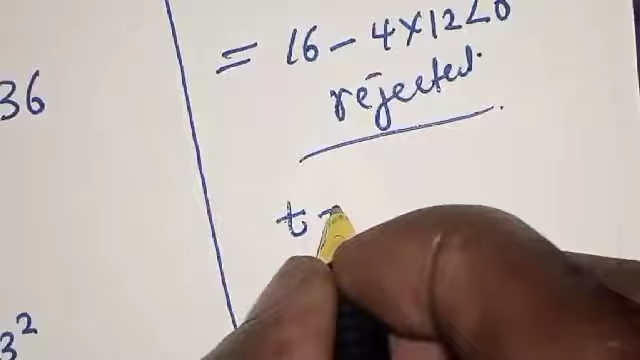 36
3²
= 16 - 4×12<0
rejected.
t -